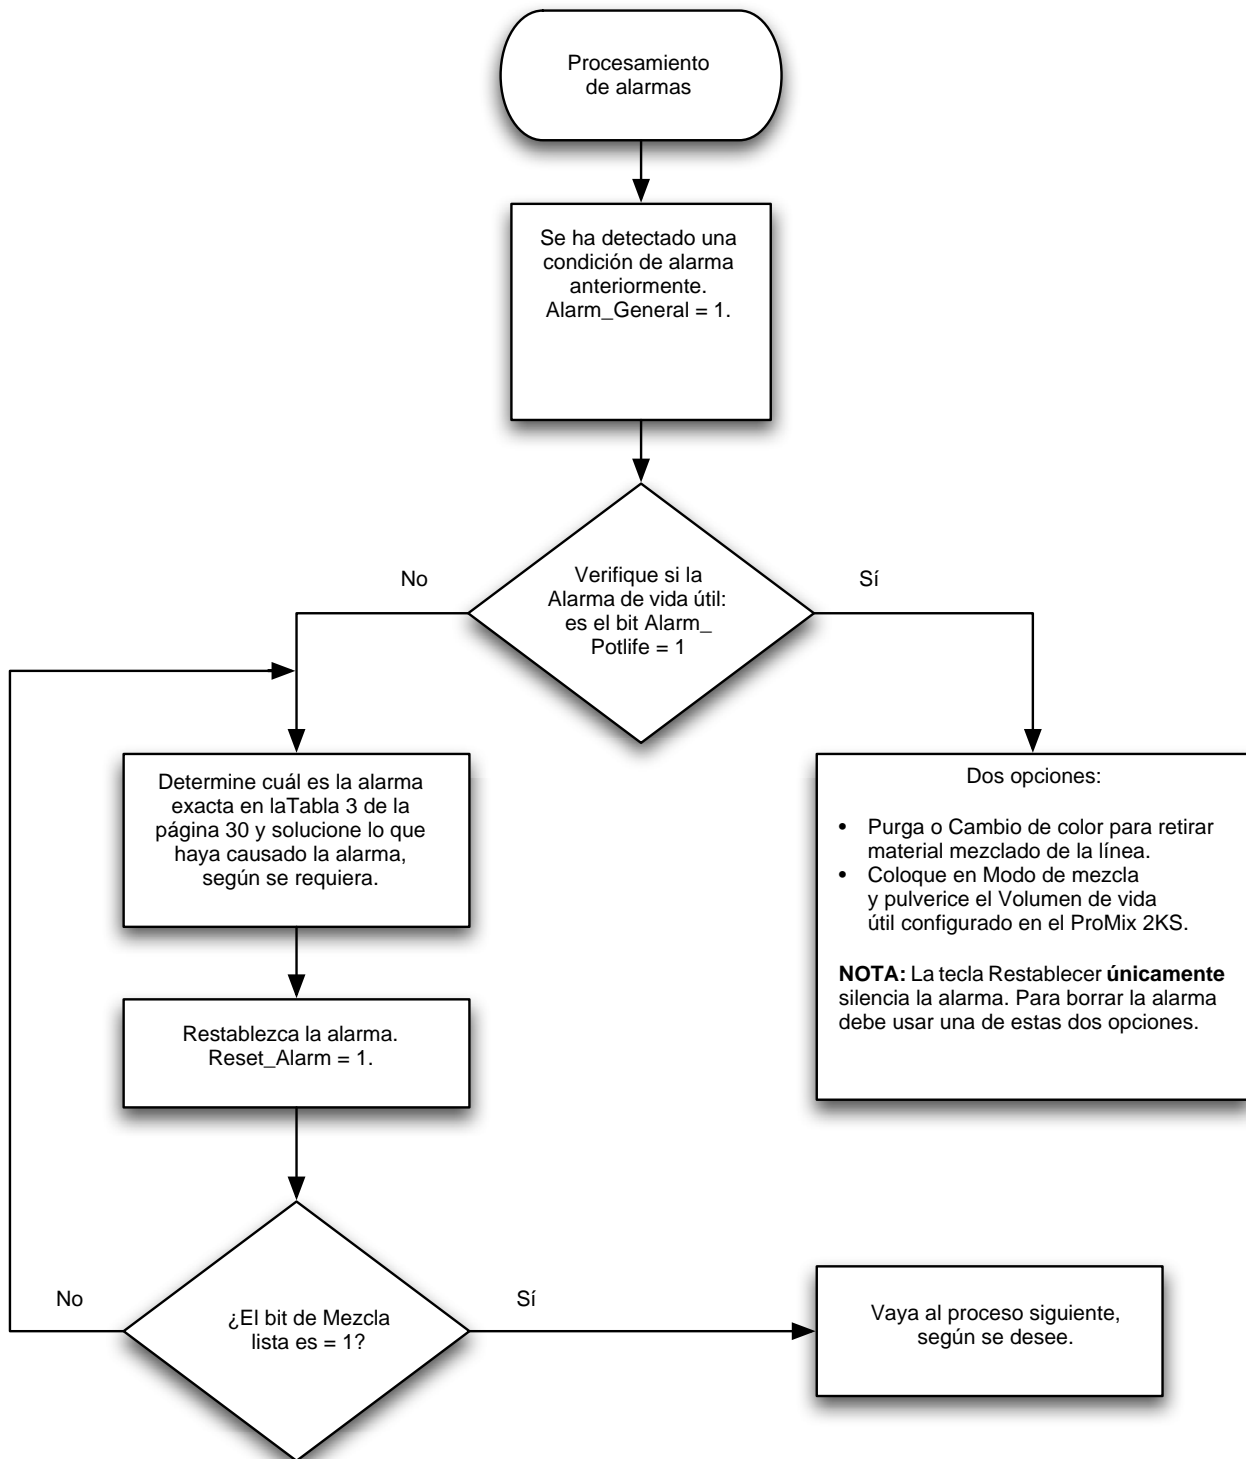 Procesamiento
de alarmas
Se ha detectado una
condición de alarma
anteriormente.
Alarm_General = 1.
No
Verifique si la
Alarma de vida útil:
es el bit Alarm_
Potlife = 1
Sí
Determine cuál es la alarma
exacta en laTabla 3 de la
página 30 y solucione lo que
haya causado la alarma,
según se requiera.
Dos opciones:
• Purga o Cambio de color para retirar
material mezclado de la línea.
• Coloque en Modo de mezcla
y pulverice el Volumen de vida
útil configurado en el ProMix 2KS.
NOTA: La tecla Restablecer únicamente
silencia la alarma. Para borrar la alarma
debe usar una de estas dos opciones.
Restablezca la alarma.
Reset_Alarm = 1.
No
¿El bit de Mezcla
lista es = 1?
Sí
Vaya al proceso siguiente,
según se desee.